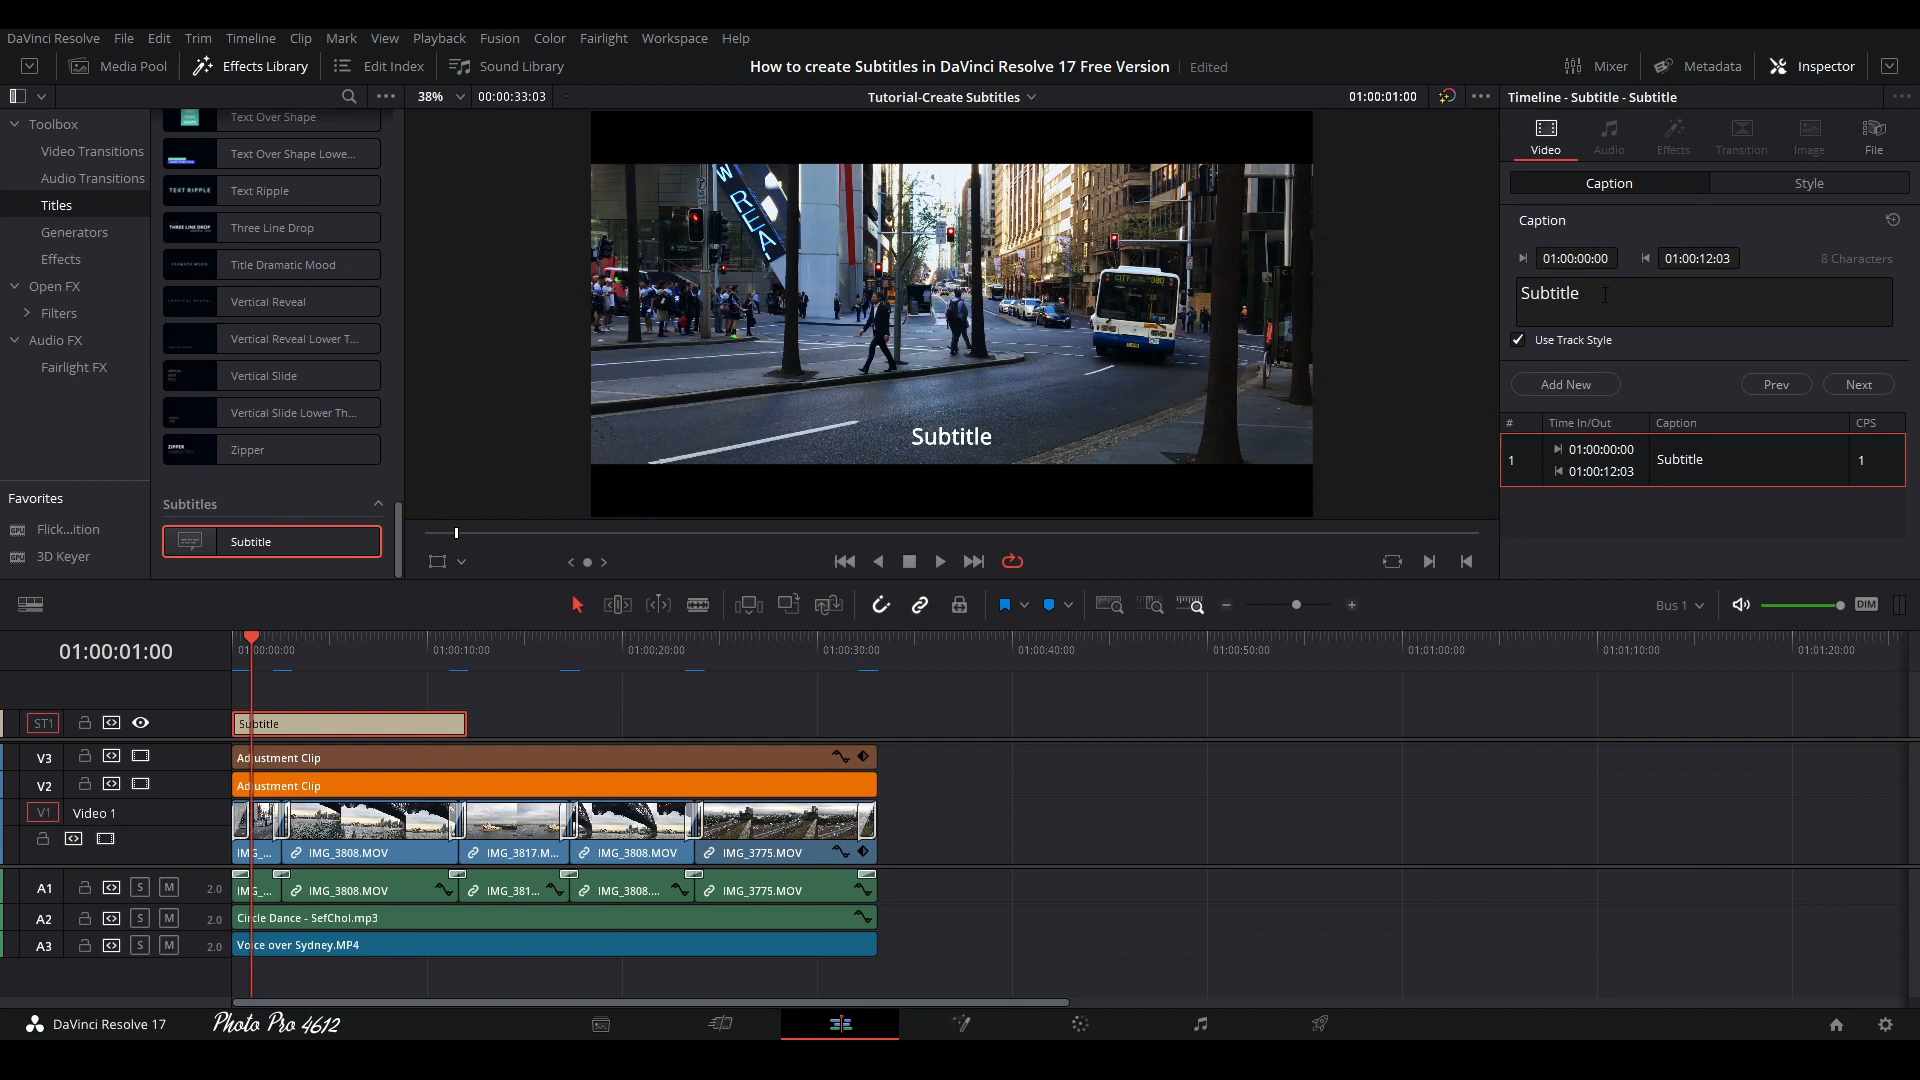 DaVinci Resolve File Edit Trim Timeline Clip Mark View Playback Fusion Color Fairlight Workspace Help
Media Pool Effects Library Edit Index Sound Library How to create Subtitles in DaVinci Resolve 17 Free Version Edited Mixer Metadata Inspector
38% 00:00:33:03 Tutorial-Create Subtitles 01:00:01:00 Timeline - Subtitle - Subtitle
Toolbox
Video Transitions
Audio Transitions
Titles
Generators
Effects
Open FX
Filters
Audio FX
Fairlight FX
Favorites
Flick...ition
3D Keyer
Text Over Shape
Text Over Shape Lowe...
TEXT RIPPLE Text Ripple
THREE LINE DROP Three Line Drop
Title Dramatic Mood
Vertical Reveal
Vertical Reveal Lower T...
Vertical Slide
Vertical Slide Lower Th...
ZIPPER Zipper
Subtitles
Subtitle
W REAL
CITY 380
Subtitle
Video Audio Effects Transition Image File
Caption Style
Caption
01:00:00:00 01:00:12:03 8 Characters
Subtitle
Use Track Style
Add New Prev Next
# Time In/Out Caption CPS
1 01:00:00:00 Subtitle 1
01:00:12:03
Bus 1 DIM
01:00:01:00
01:00:00:00 01:00:10:00 01:00:20:00 01:00:30:00 01:00:40:00 01:00:50:00 01:01:00:00 01:01:10:00 01:01:20:00
ST1 Subtitle
V3 Adjustment Clip
V2 Adjustment Clip
V1 Video 1
IMG_... IMG_3808.MOV IMG_3817.M... IMG_3808.MOV IMG_3775.MOV
A1 S M 2.0 IMG_... IMG_3808.MOV IMG_381... IMG_3808.... IMG_3775.MOV
A2 S M 2.0 Circle Dance - SefChol.mp3
A3 S M 2.0 Voice over Sydney.MP4
DaVinci Resolve 17 Photo Pro 4612